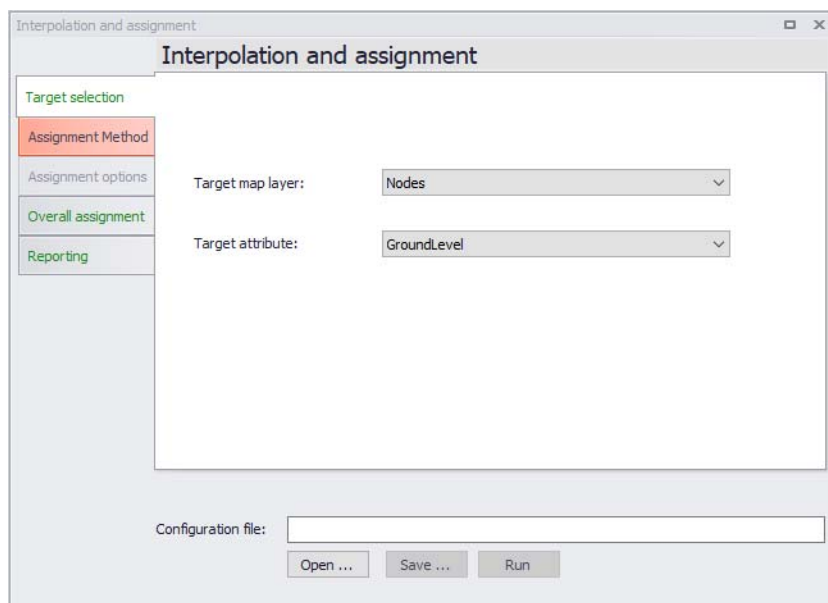 Interpolation and assignment
Interpolation and assignment
Target selection
Assignment Method
Assignment options
Overall assignment
Reporting
Target map layer: Nodes
Target attribute: GroundLevel
Configuration file:
Open ... Save ... Run